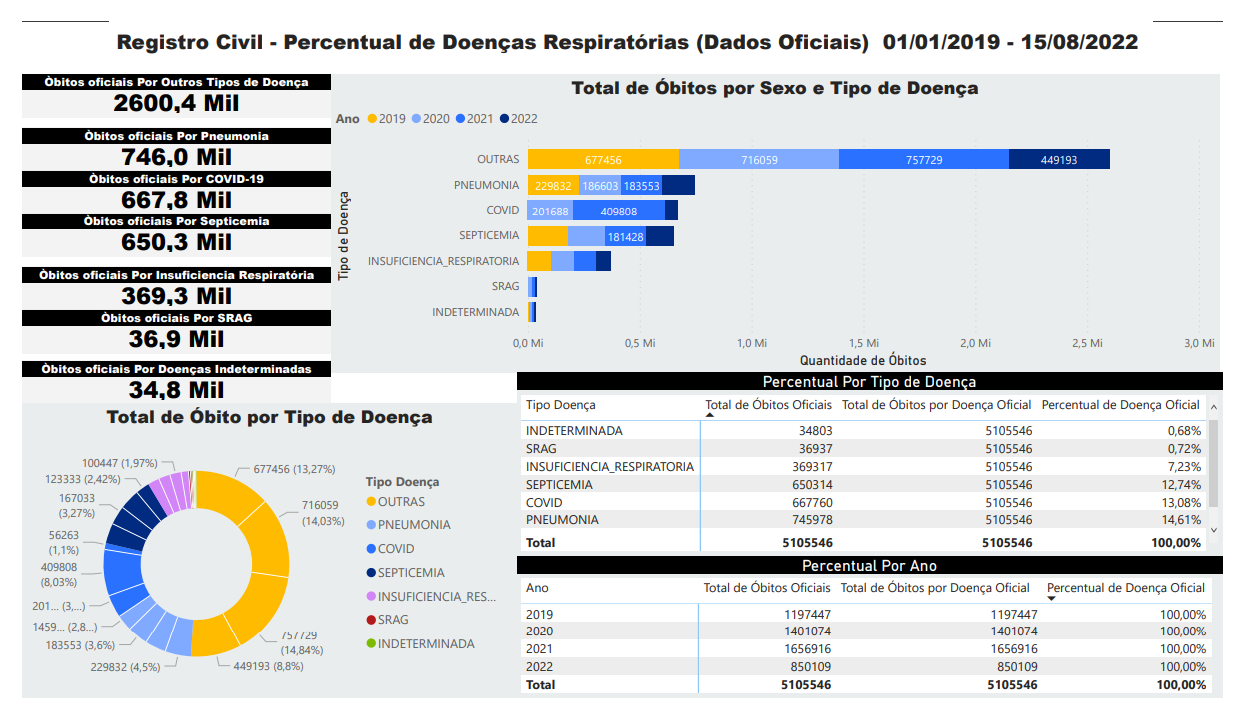 Registro Civil - Percentual de Doenças Respiratórias (Dados Oficiais)  01/01/2019 - 15/08/2022
Òbitos oficiais Por Outros Tipos de Doença
2600,4 Mil
Òbitos oficiais Por Pneumonia
746,0 Mil
Òbitos oficiais Por COVID-19
667,8 Mil
Òbitos oficiais Por Septicemia
650,3 Mil
Òbitos oficiais Por Insuficiencia Respiratória
369,3 Mil
Òbitos oficiais Por SRAG
36,9 Mil
Òbitos oficiais Por Doenças Indeterminadas
34,8 Mil
Total de Óbitos por Sexo e Tipo de Doença
Ano 2019 2020 2021 2022
Tipo de Doença
OUTRAS 677456 716059 757729 449193
PNEUMONIA 229832 186603 183553
COVID 201688 409808
SEPTICEMIA 181428
INSUFICIENCIA_RESPIRATORIA
SRAG
INDETERMINADA
0,0 Mi 0,5 Mi 1,0 Mi 1,5 Mi 2,0 Mi 2,5 Mi 3,0 Mi
Quantidade de Óbitos
Total de Óbito por Tipo de Doença
677456 (13,27%)
716059
(14,03%)
757729
(14,84%)
449193 (8,8%)
229832 (4,5%)
183553 (3,6%)
1459... (2,8...
201... (3,...
409808
(8,03%)
56263
(1,1%)
167033
(3,27%)
123333 (2,42%)
100447 (1,97%)
Tipo Doença
OUTRAS
PNEUMONIA
COVID
SEPTICEMIA
INSUFICIENCIA_RES...
SRAG
INDETERMINADA
Percentual Por Tipo de Doença
Tipo Doença Total de Óbitos Oficiais Total de Óbitos por Doença Oficial Percentual de Doença Oficial
INDETERMINADA 34803 5105546 0,68%
SRAG 36937 5105546 0,72%
INSUFICIENCIA_RESPIRATORIA 369317 5105546 7,23%
SEPTICEMIA 650314 5105546 12,74%
COVID 667760 5105546 13,08%
PNEUMONIA 745978 5105546 14,61%
Total 5105546 5105546 100,00%
Percentual Por Ano
Ano Total de Óbitos Oficiais Total de Óbitos por Doença Oficial Percentual de Doença Oficial
2019 1197447 1197447 100,00%
2020 1401074 1401074 100,00%
2021 1656916 1656916 100,00%
2022 850109 850109 100,00%
Total 5105546 5105546 100,00%